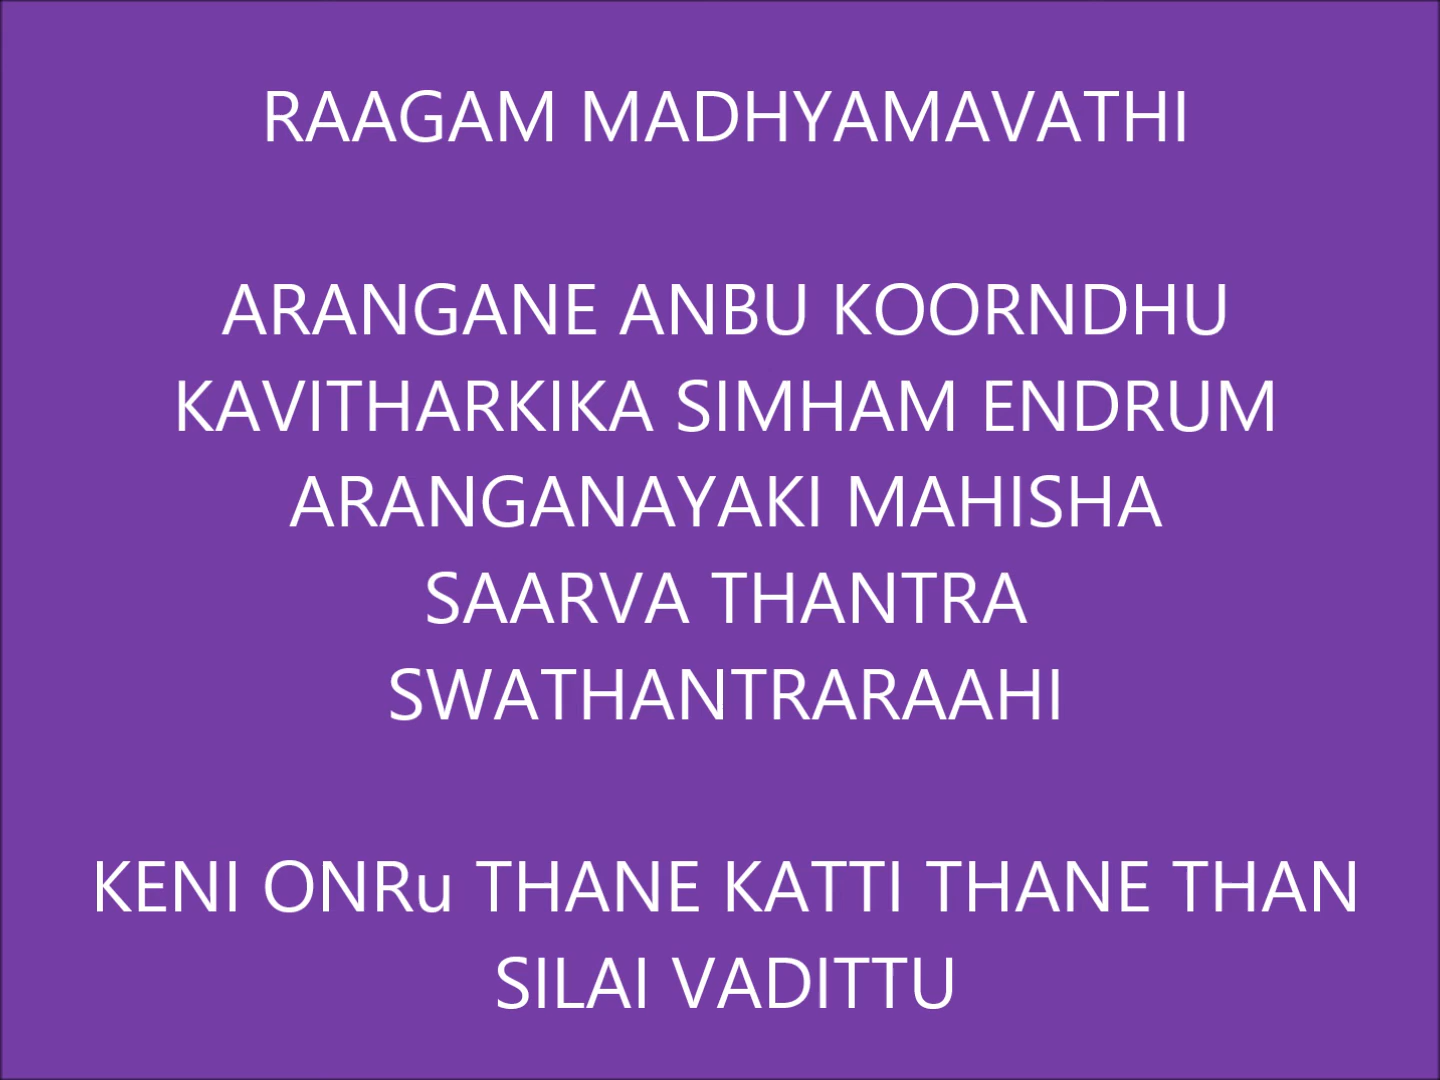 RAAGAM MADHYAMAVATHI
ARANGANE ANBU KOORNDHU
KAVITHARKIKA SIMHAM ENDRUM
ARANGANAYAKI MAHISHA
SAARVA THANTRA
SWATHANTRARAAHI
KENI ONRu THANE KATTI THANE THAN
SILAI VADITTU